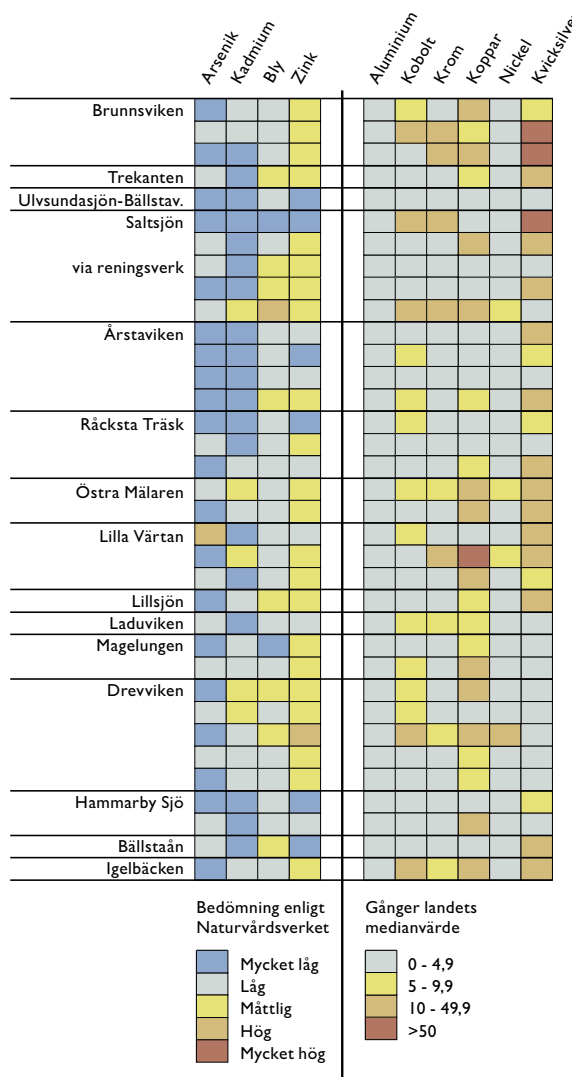 Arsenik
Kadmium
Bly
Zink
Aluminium
Kobolt
Krom
Koppar
Nickel
Kvicksilver
Brunnsviken
Trekanten
Ulvsundasjön-Bällstav.
Saltsjön
via reningsverk
Årstaviken
Råcksta Träsk
Östra Mälaren
Lilla Värtan
Lillsjön
Laduviken
Magelungen
Drevviken
Hammarby Sjö
Bällstaån
Igelbäcken
Bedömning enligt
Naturvårdsverket
Mycket låg
Låg
Måttlig
Hög
Mycket hög
Gånger landets
medianvärde
0 - 4,9
5 - 9,9
10 - 49,9
>50